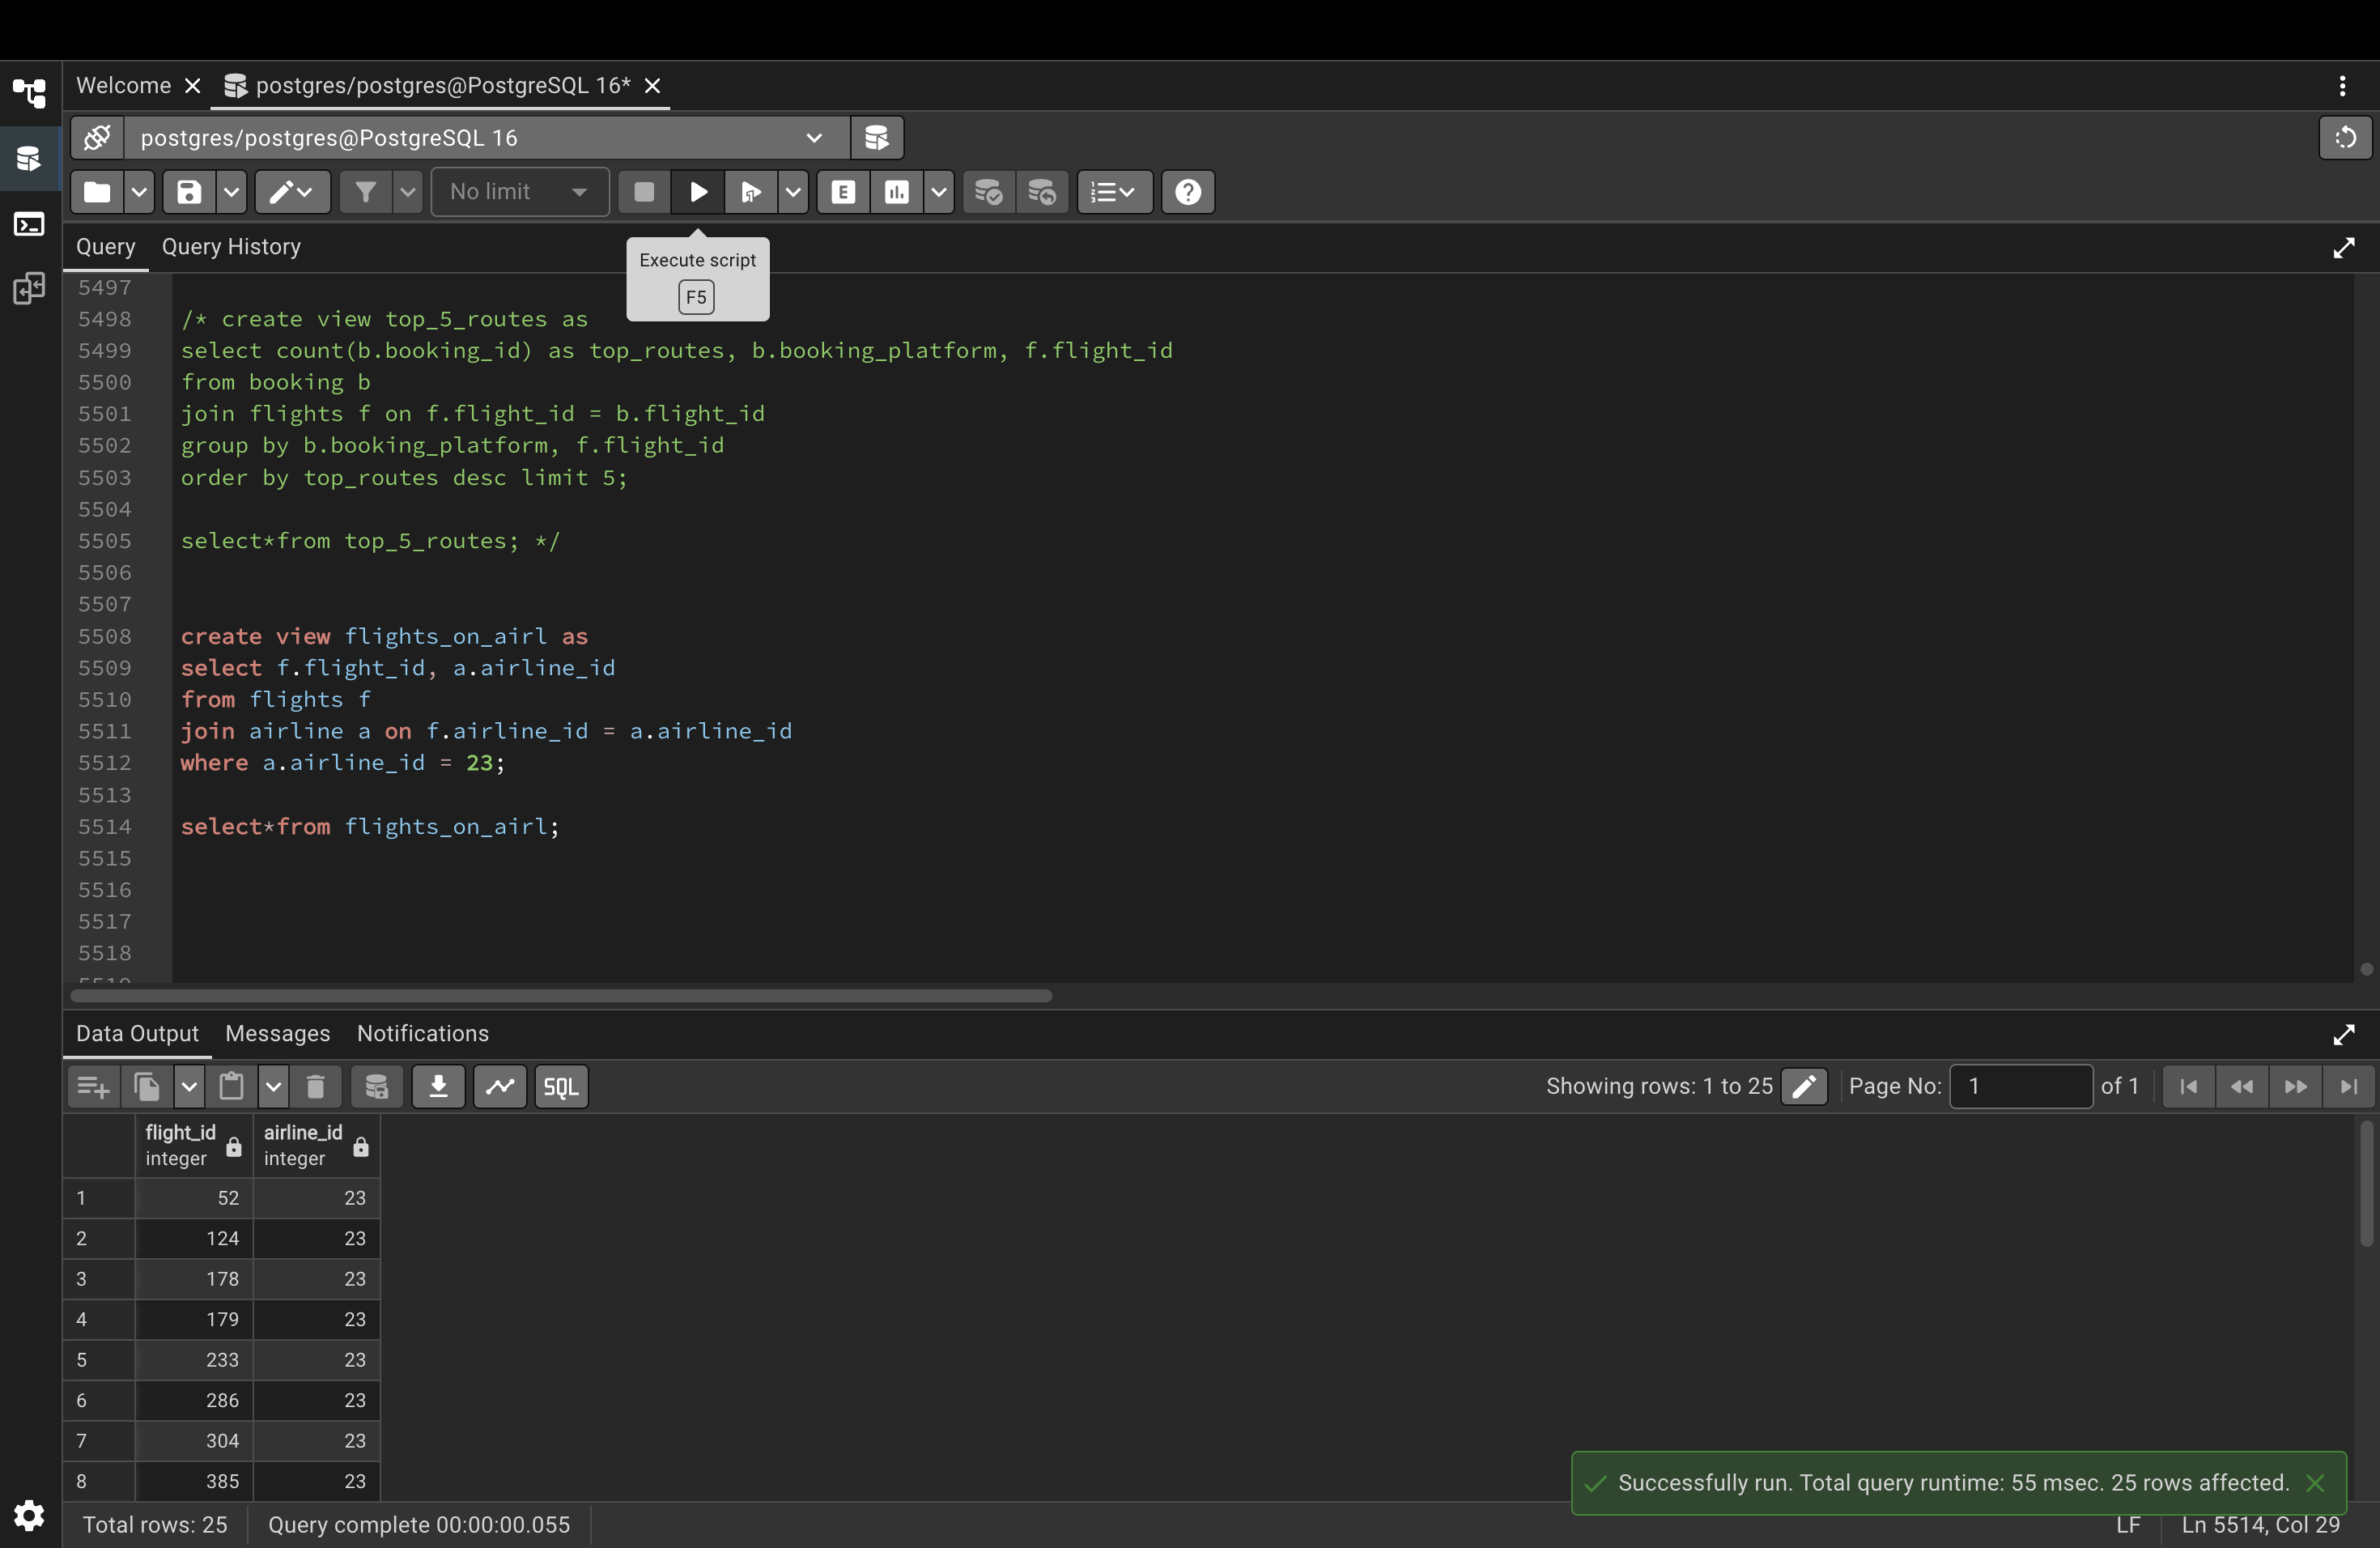 Welcome
postgres/postgres@PostgreSQL 16*
postgres/postgres@PostgreSQL 16
No limit
E
Query
Query History
Execute script
F5
5497
5498 /* create view top_5_routes as
5499 select count(b.booking_id) as top_routes, b.booking_platform, f.flight_id
5500 from booking b
5501 join flights f on f.flight_id = b.flight_id
5502 group by b.booking_platform, f.flight_id
5503 order by top_routes desc limit 5;
5504
5505 select*from top_5_routes; */
5506
5507
5508 create view flights_on_airl as
5509 select f.flight_id, a.airline_id
5510 from flights f
5511 join airline a on f.airline_id = a.airline_id
5512 where a.airline_id = 23;
5513
5514 select*from flights_on_airl;
5515
5516
5517
5518
Data Output
Messages
Notifications
SQL
Showing rows: 1 to 25
Page No: 1 of 1
flight_id integer
airline_id integer
1 52 23
2 124 23
3 178 23
4 179 23
5 233 23
6 286 23
7 304 23
8 385 23
Successfully run. Total query runtime: 55 msec. 25 rows affected.
Total rows: 25
Query complete 00:00:00.055
LF
Ln 5514, Col 29